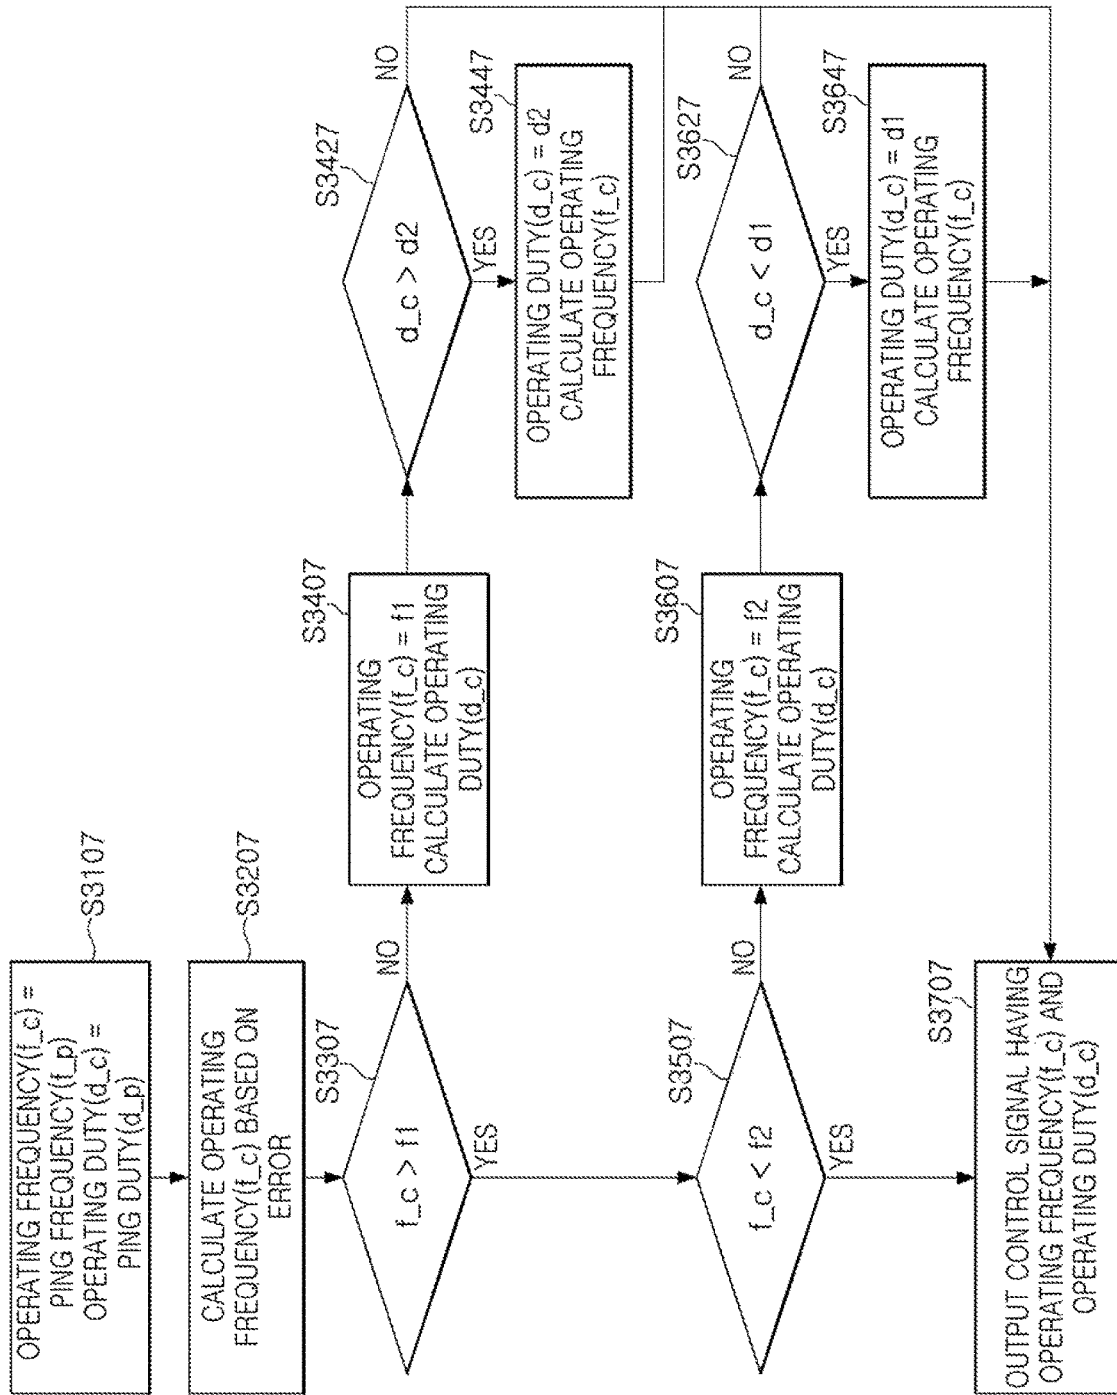 OPERATING FREQUENCY(f_c) =
PING FREQUENCY(f_p)
OPERATING DUTY(d_c) =
PING DUTY(d_p)
S3107
CALCULATE OPERATING
FREQUENCY(f_c) BASED ON
ERROR
S3207
f_c > f1
S3307
NO
YES
OPERATING
FREQUENCY(f_c) = f1
CALCULATE OPERATING
DUTY(d_c)
S3407
d_c > d2
S3427
NO
YES
OPERATING DUTY(d_c) = d2
CALCULATE OPERATING
FREQUENCY(f_c)
S3447
f_c < f2
S3507
NO
YES
OPERATING
FREQUENCY(f_c) = f2
CALCULATE OPERATING
DUTY(d_c)
S3607
d_c < d1
S3627
NO
YES
OPERATING DUTY(d_c) = d1
CALCULATE OPERATING
FREQUENCY(f_c)
S3647
OUTPUT CONTROL SIGNAL HAVING
OPERATING FREQUENCY(f_c) AND
OPERATING DUTY(d_c)
S3707